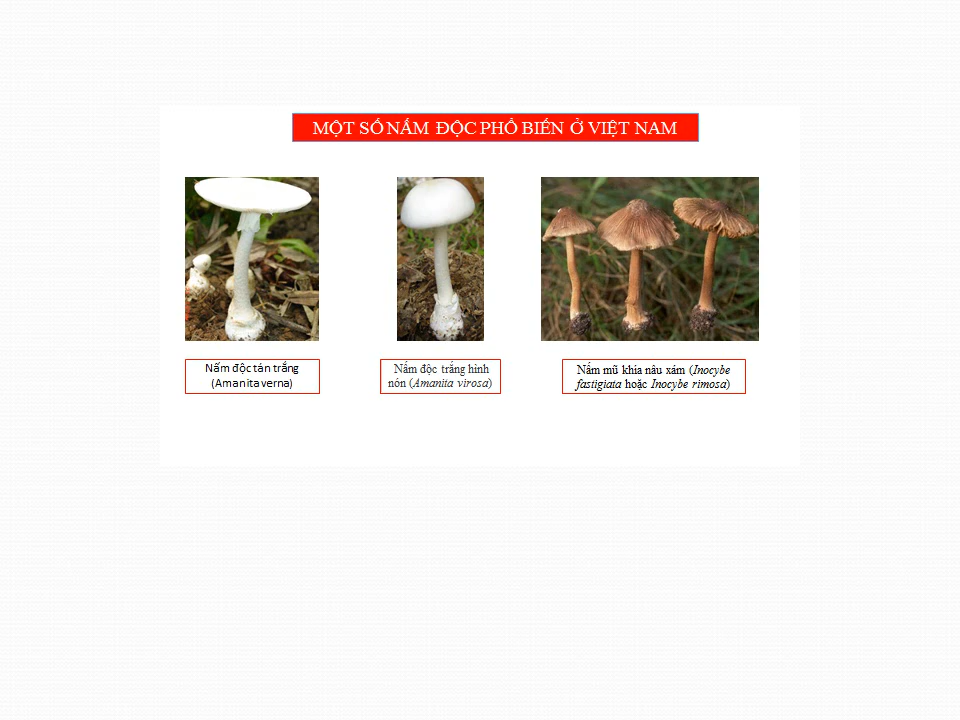 MỘT SỐ NẤM ĐỘC PHỔ BIẾN Ở VIỆT NAM
Nấm độc tán trắng
(Amanita verna)
Nấm độc trắng hình
nón (Amanita virosa)
Nấm mũ khía nâu xám (Inocybe
fastigiata hoặc Inocybe rimosa)